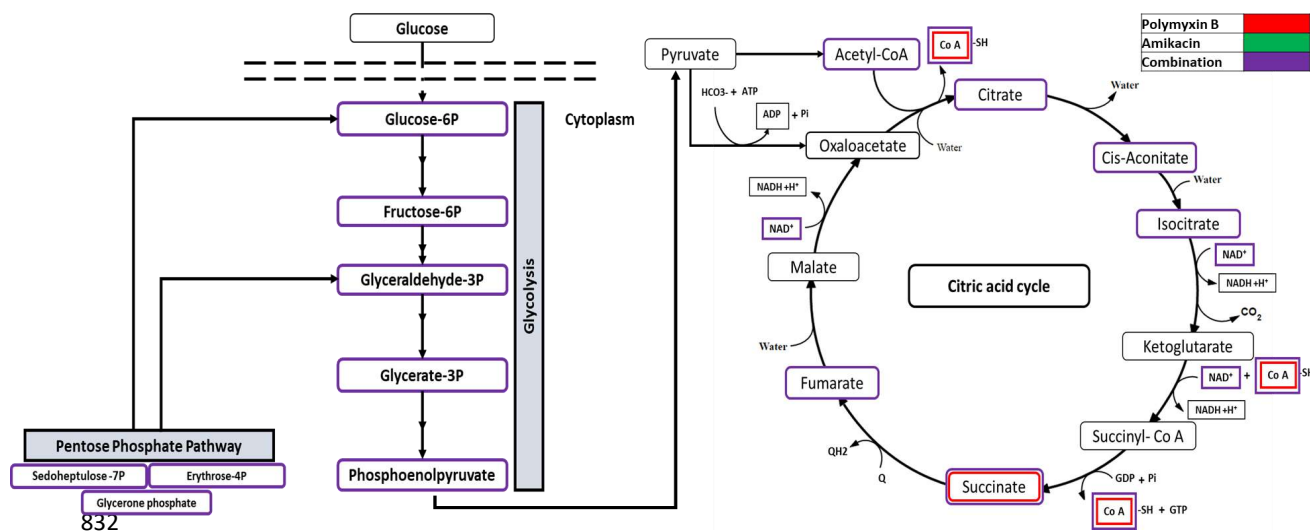 Glucose
Cytoplasm
Glucose-6P
Fructose-6P
Glyceraldehyde-3P
Glycerate-3P
Phosphoenolpyruvate
Glycolysis
Pentose Phosphate Pathway
Sedoheptulose -7P
Erythrose-4P
Glycerone phosphate
832
Pyruvate
Acetyl-CoA
Co A -SH
HCO3- + ATP
ADP + Pi
Oxaloacetate
Water
Citrate
Water
Cis-Aconitate
Water
Isocitrate
NAD+
NADH +H+
CO2
Ketoglutarate
NAD+ + Co A -SH
NADH +H+
Succinyl- Co A
GDP + Pi
Co A -SH + GTP
Succinate
Q
QH2
Fumarate
Water
Malate
NAD+
NADH +H+
Citric acid cycle
Polymyxin B
Amikacin
Combination